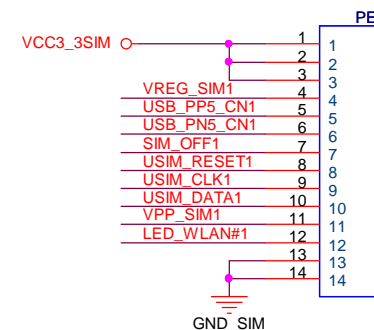 PE
VCC3_3SIM
1 1
2 2
3 3
VREG_SIM1 4 4
USB_PP5_CN1 5 5
USB_PN5_CN1 6 6
SIM_OFF1 7 7
USIM_RESET1 8 8
USIM_CLK1 9 9
USIM_DATA1 10 10
VPP_SIM1 11 11
LED_WLAN#1 12 12
13 13
14 14
GND_SIM